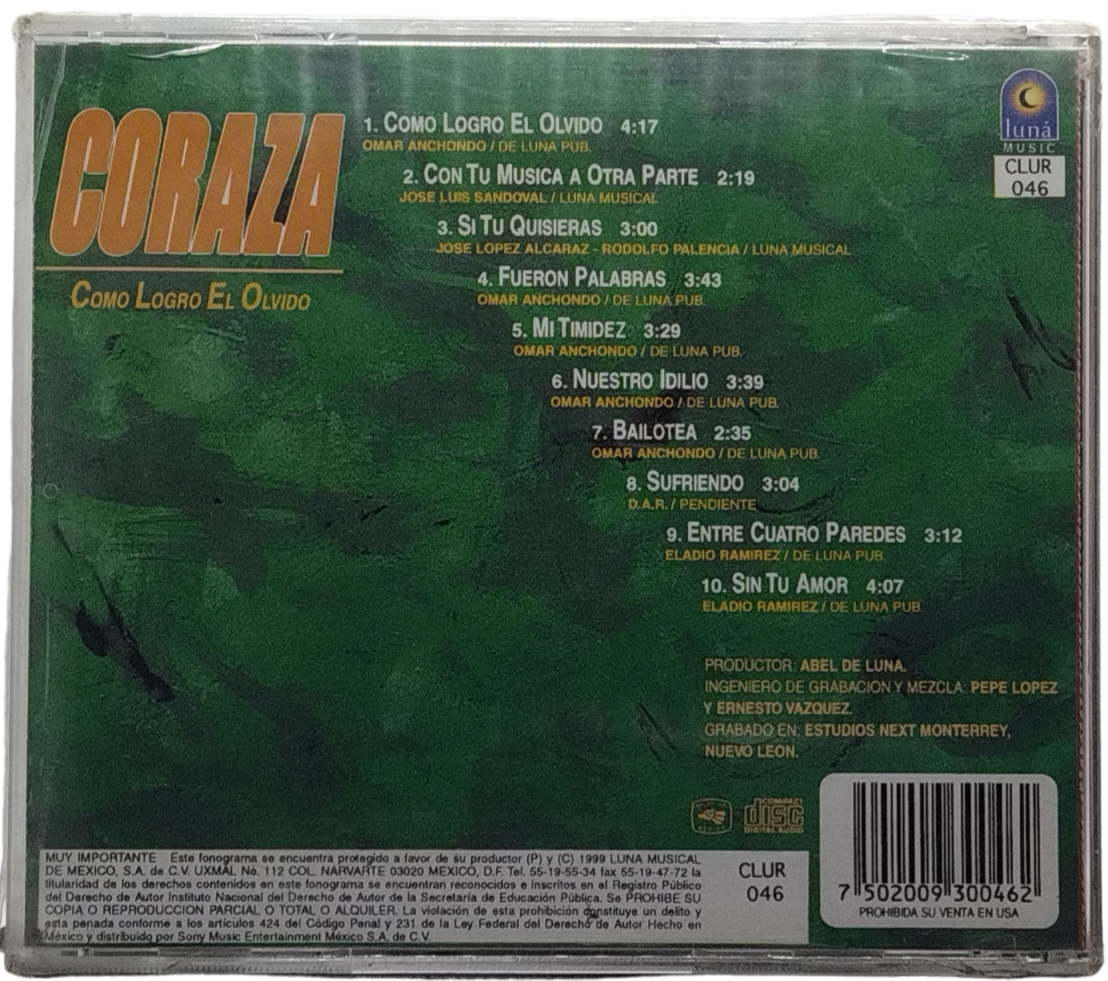 CORAZA
COMO LOGRO EL OLVIDO
1. COMO LOGRO EL OLVIDO 4:17
OMAR ANCHONDO / DE LUNA PUB.
2. CON TU MUSICA A OTRA PARTE 2:19
JOSE LUIS SANDOVAL / LUNA MUSICAL
3. SI TU QUISIERAS 3:00
JOSE LOPEZ ALCARAZ - RODOLFO PALENCIA / LUNA MUSICAL
4. FUERON PALABRAS 3:43
OMAR ANCHONDO / DE LUNA PUB.
5. MI TIMIDEZ 3:29
OMAR ANCHONDO / DE LUNA PUB.
6. NUESTRO IDILIO 3:39
OMAR ANCHONDO / DE LUNA PUB.
7. BAILOTEA 2:35
OMAR ANCHONDO / DE LUNA PUB.
8. SUFRIENDO 3:04
D.A.R. / PENDIENTE
9. ENTRE CUATRO PAREDES 3:12
ELADIO RAMIREZ / DE LUNA PUB.
10. SIN TU AMOR 4:07
ELADIO RAMIREZ / DE LUNA PUB.
luna
MUSIC
CLUR
046
PRODUCTOR: ABEL DE LUNA.
INGENIERO DE GRABACION Y MEZCLA: PEPE LOPEZ
Y ERNESTO VAZQUEZ.
GRABADO EN: ESTUDIOS NEXT MONTERREY,
NUEVO LEON.
COMPACT
disc
DIGITAL AUDIO
MUY IMPORTANTE Este fonograma se encuentra protegido a favor de su productor (P) y (C) 1999 LUNA MUSICAL
DE MEXICO, S.A. de C.V. UXMAL No. 112 COL. NARVARTE 03020 MEXICO, D.F. Tel. 55-19-55-34 fax 55-19-47-72 la
titularidad de los derechos contenidos en este fonograma se encuentran reconocidos e inscritos en el Registro Público
del Derecho de Autor Instituto Nacional del Derecho de Autor de la Secretaría de Educación Pública. Se PROHIBE SU
COPIA O REPRODUCCION PARCIAL O TOTAL O ALQUILER. La violación de esta prohibición constituye un delito y
esta penada conforme a los artículos 424 del Código Penal y 231 de la Ley Federal del Derecho de Autor Hecho en
México y distribuido por Sony Music Entertainment México S.A. de C.V.
CLUR
046
7 502009 300462
PROHIBIDA SU VENTA EN USA